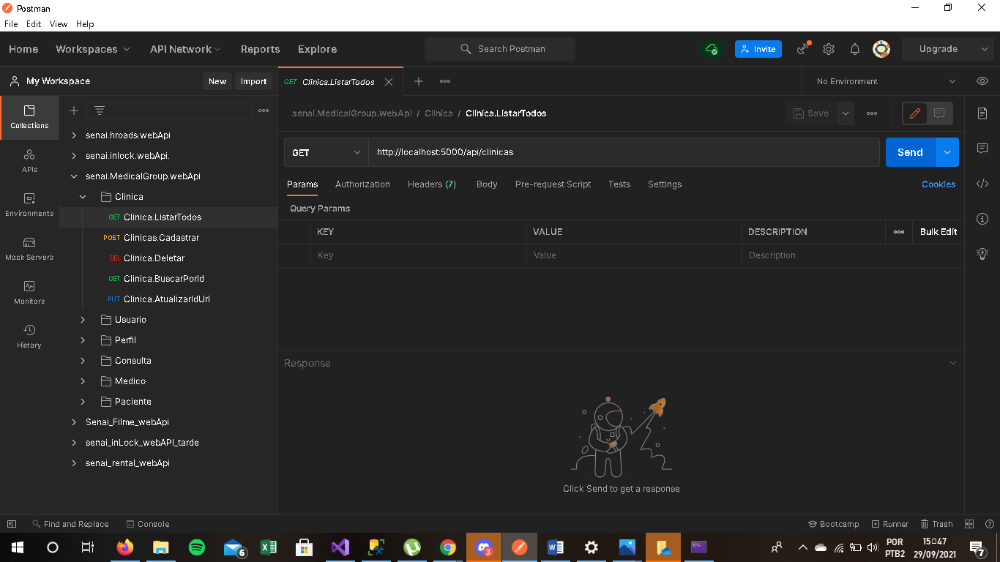 Postman
File Edit View Help
Home Workspaces API Network Reports Explore Search Postman Invite Upgrade
My Workspace New Import
GET Clinica.ListarTodos No Environment
Collections
APIs
Environments
Mock Servers
Monitors
History
senai.hroads.webApi
senai.inlock.webApi.
senai.MedicalGroup.webApi
Clinica
GET Clinica.ListarTodos
POST Clinicas.Cadastrar
DEL Clinica.Deletar
GET Clinica.BuscarPorId
PUT Clinica.AtualizarIdUrl
Usuario
Perfil
Consulta
Medico
Paciente
Senai_Filme_webApi
senai_inLock_webAPI_tarde
senai_rental_webApi
senai.MedicalGroup.webApi / Clinica / Clinica.ListarTodos Save
GET http://localhost:5000/api/clinicas Send
Params Authorization Headers (7) Body Pre-request Script Tests Settings Cookies
Query Params
KEY VALUE DESCRIPTION Bulk Edit
Key Value Description
Response
Click Send to get a response
Find and Replace Console Bootcamp Runner Trash
6
3
POR
PTB2
15:47
29/09/2021
7